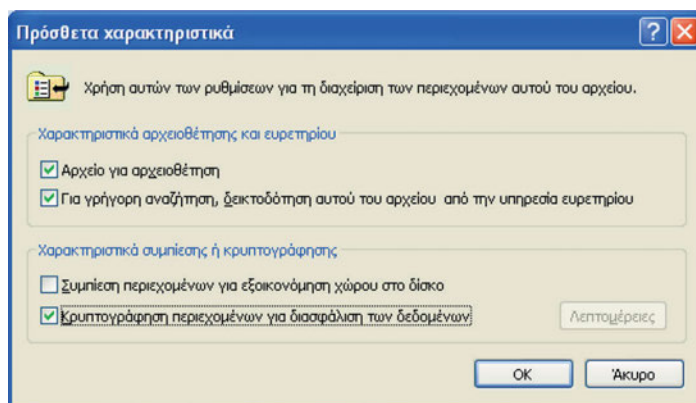 Πρόσθετα χαρακτηριστικά
Χρήση αυτών των ρυθμίσεων για τη διαχείριση των περιεχομένων αυτού του αρχείου.
Χαρακτηριστικά αρχειοθέτησης και ευρετηρίου
Αρχείο για αρχειοθέτηση
Για γρήγορη αναζήτηση, δεικτοδότηση αυτού του αρχείου από την υπηρεσία ευρετηρίου
Χαρακτηριστικά συμπίεσης ή κρυπτογράφησης
Συμπίεση περιεχομένων για εξοικονόμηση χώρου στο δίσκο
Κρυπτογράφηση περιεχομένων για διασφάλιση των δεδομένων
Λεπτομέρειες
OK
Άκυρο